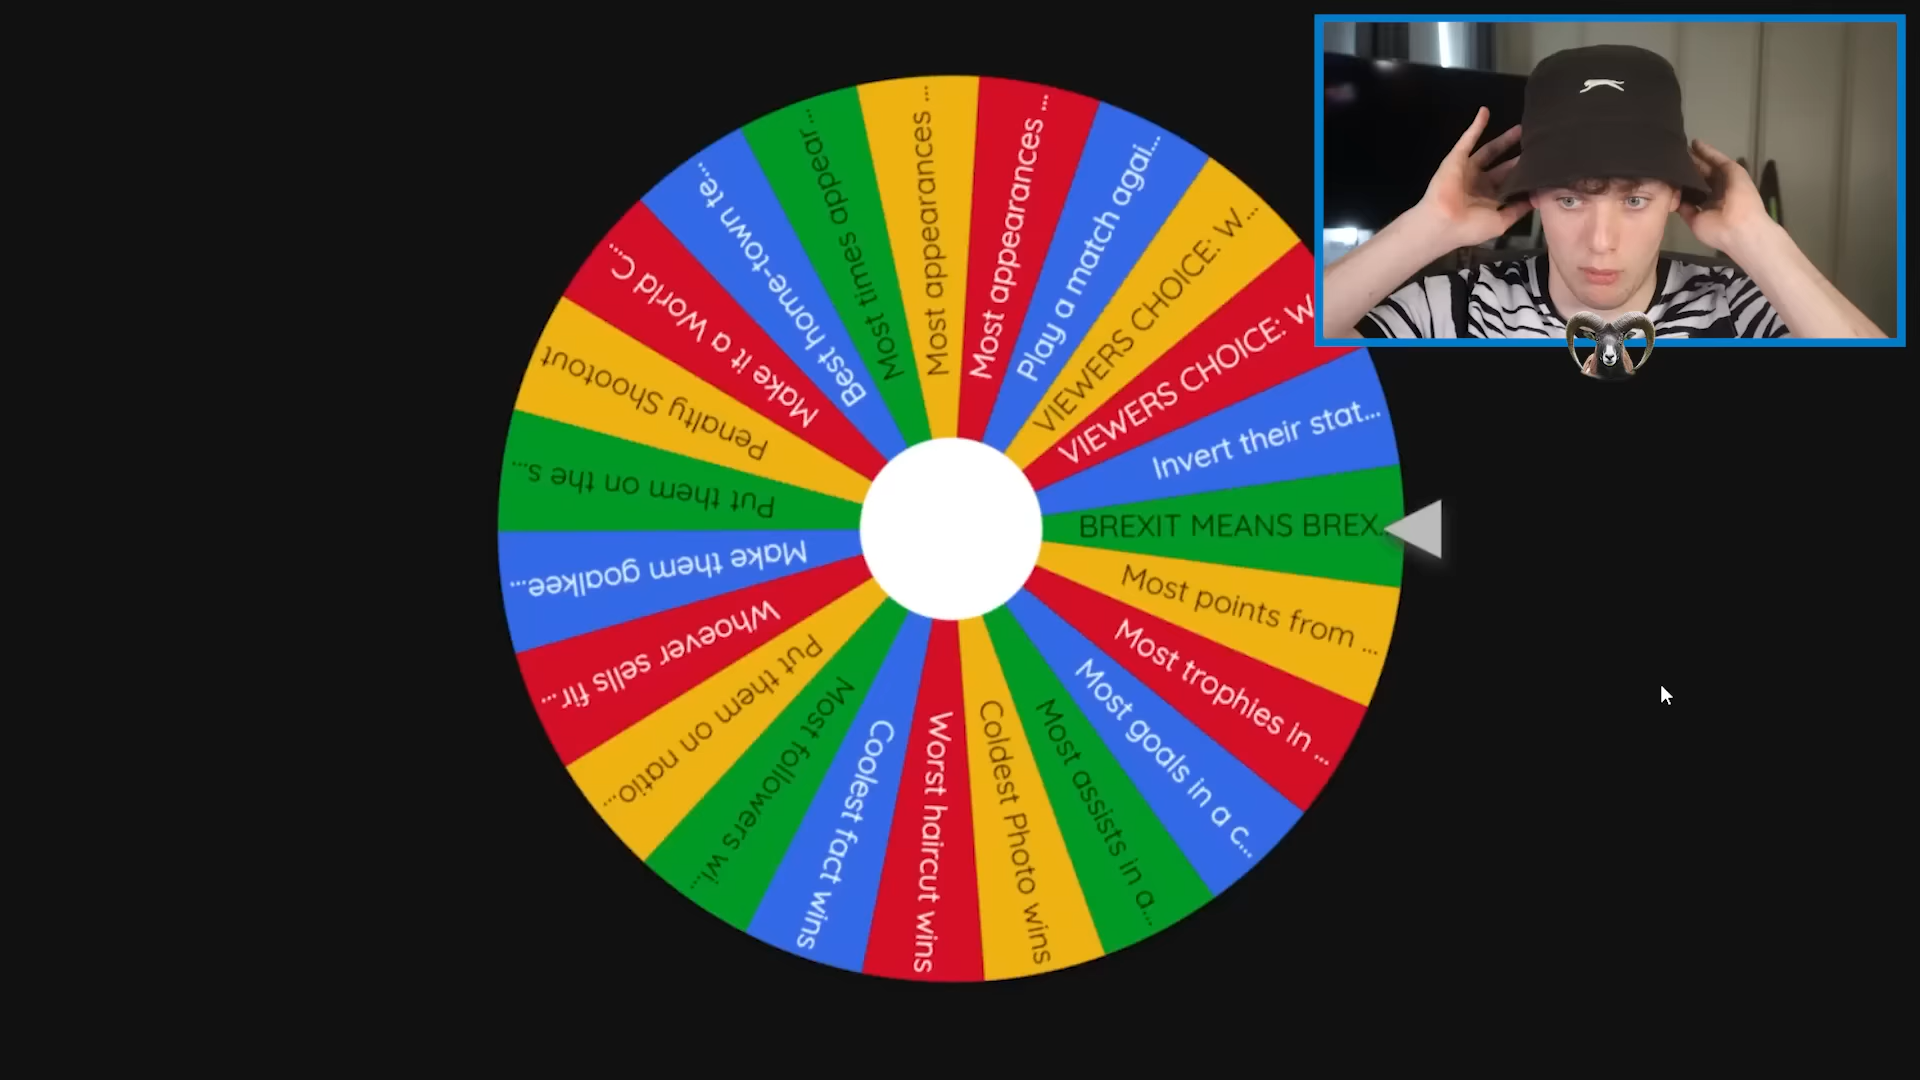 Most appearances ...
Most appearances ...
Play a match agai...
VIEWERS CHOICE: W...
VIEWERS CHOICE: W
Invert their stat...
BREXIT MEANS BREX
Most points from ...
Most trophies in ...
Most goals in a c...
Most assists in a...
Coldest Photo wins
Worst haircut wins
Coolest fact wins
Most followers wi...
Put them on natio...
Whoever sells fir...
Make them goalkee...
Put them on the s...
Penalty Shootout
Make it a World C...
Best home-town te...
Most times appear...